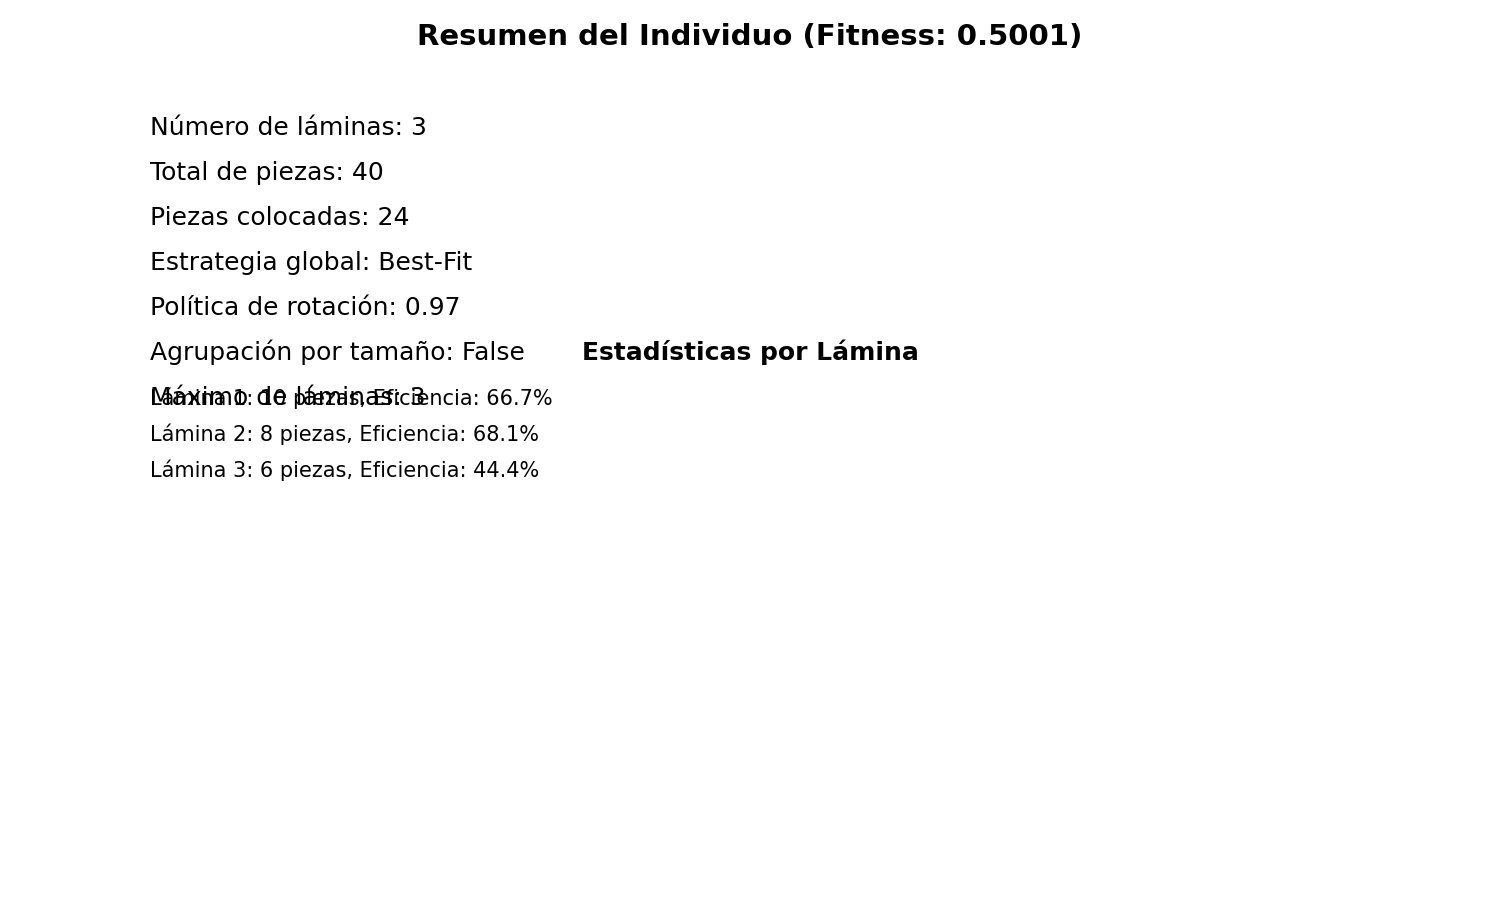 Resumen del Individuo (Fitness: 0.5001)
Número de láminas: 3
Total de piezas: 40
Piezas colocadas: 24
Estrategia global: Best-Fit
Política de rotación: 0.97
Agrupación por tamaño: False
Estadísticas por Lámina
Máximo de láminas: 3
Lámina 1: 10 piezas, Eficiencia: 66.7%
Lámina 2: 8 piezas, Eficiencia: 68.1%
Lámina 3: 6 piezas, Eficiencia: 44.4%